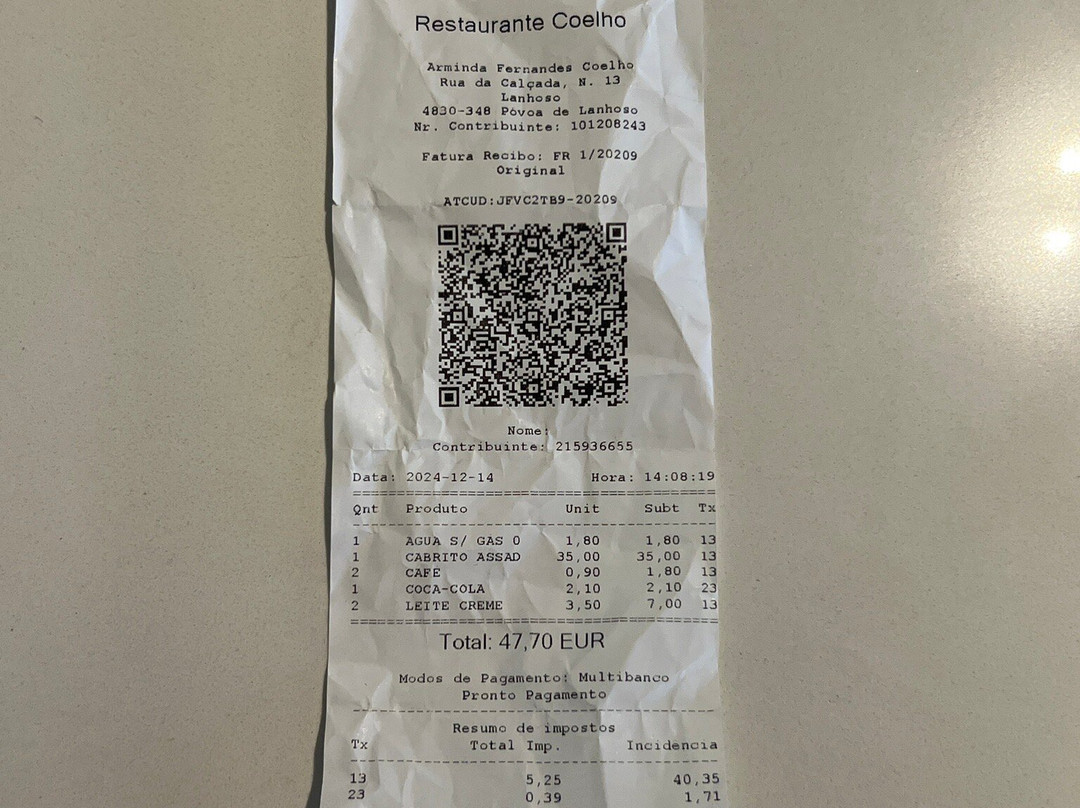 Restaurante Coelho
Arminda Fernandes Coelho
Rua da Calçada, N. 13
Lanhoso
4830-348 Póvoa de Lanhoso
Nr. Contribuinte: 101208243
Fatura Recibo: FR 1/20209
Original
ATCUD:JFVC2TB9-20209
Nome:
Contribuinte: 215936655
Data: 2024-12-14 Hora: 14:08:19
Qnt Produto Unit Subt Tx
1 AGUA S/ GAS 0 1,80 1,80 13
1 CABRITO ASSAD 35,00 35,00 13
2 CAFE 0,90 1,80 13
1 COCA-COLA 2,10 2,10 23
2 LEITE CREME 3,50 7,00 13
Total: 47,70 EUR
Modos de Pagamento: Multibanco
Pronto Pagamento
Resumo de impostos
Tx Total Imp. Incidencia
13 5,25 40,35
23 0,39 1,71